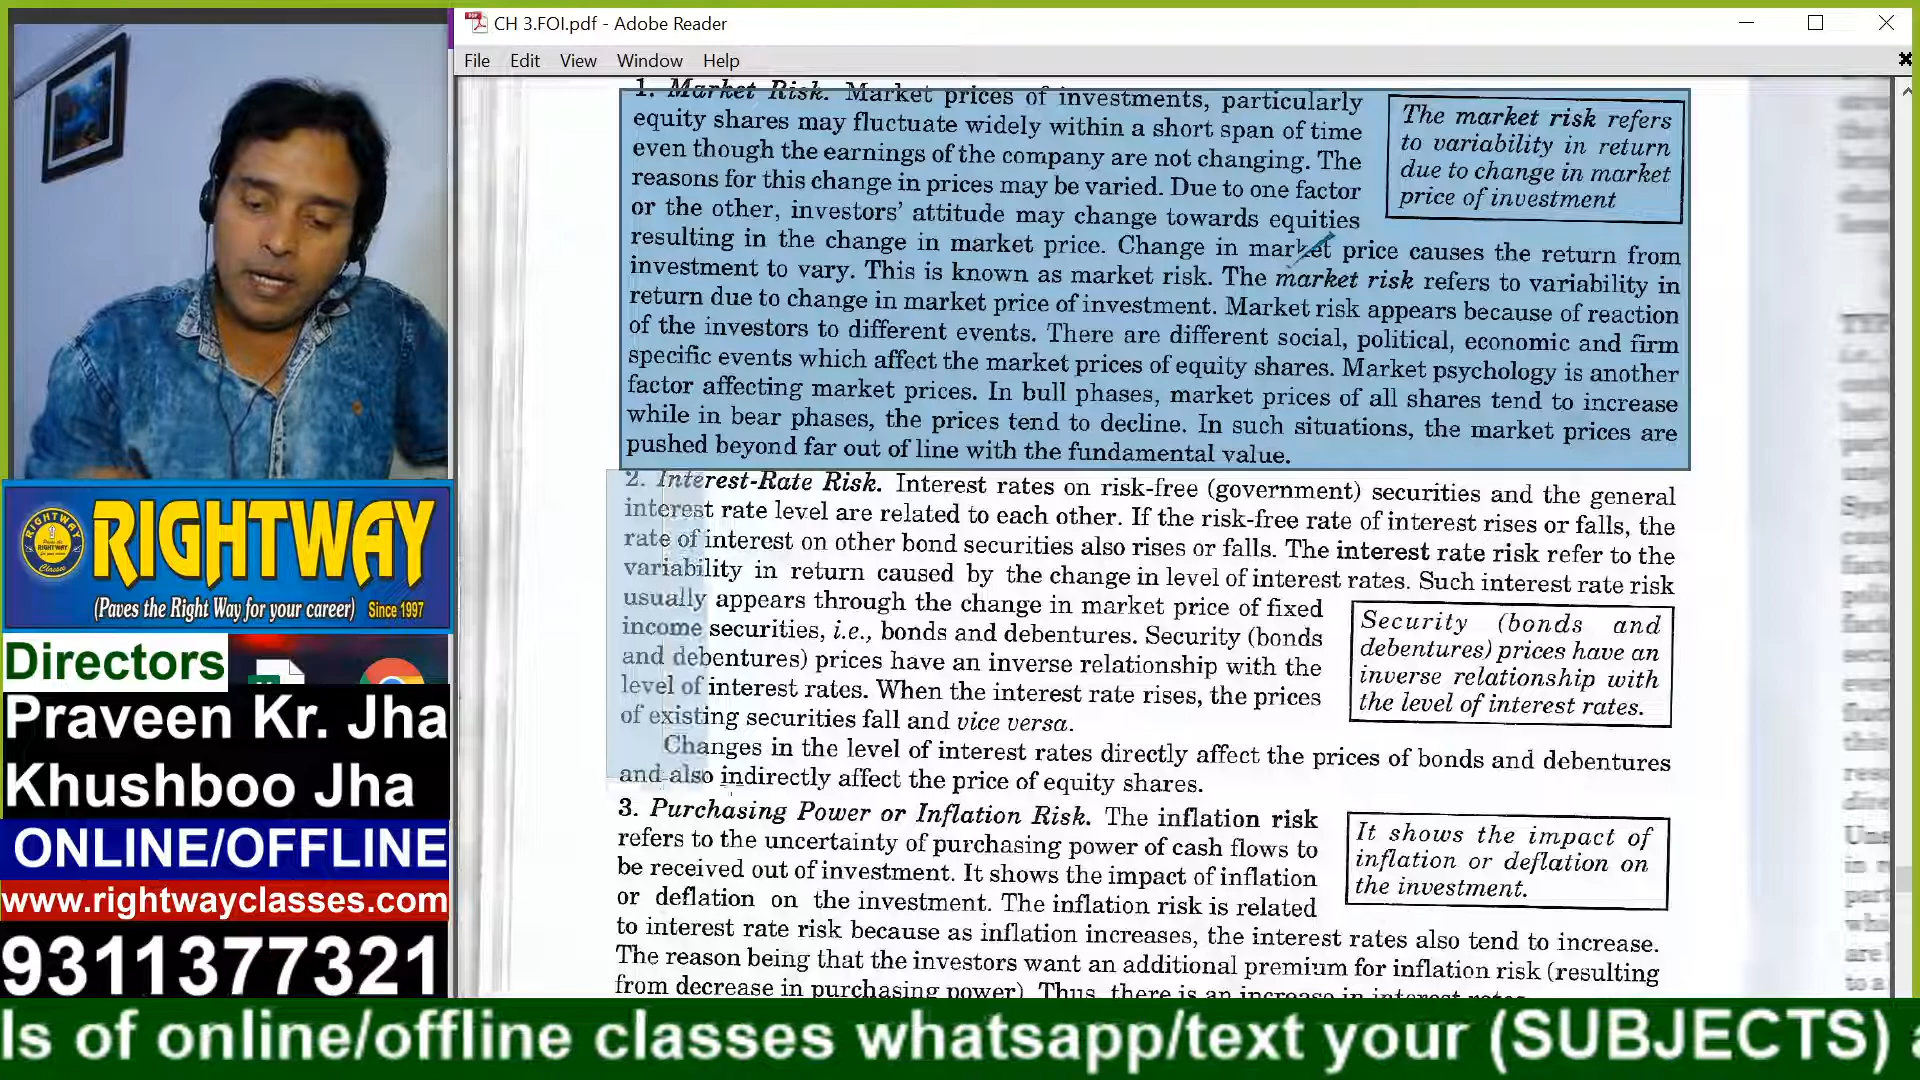 CH 3.FOI.pdf - Adobe Reader
File Edit View Window Help
1. Market Risk. Market prices of investments, particularly
equity shares may fluctuate widely within a short span of time
even though the earnings of the company are not changing. The
reasons for this change in prices may be varied. Due to one factor
or the other, investors' attitude may change towards equities
resulting in the change in market price. Change in market price causes the return from
investment to vary. This is known as market risk. The market risk refers to variability in
return due to change in market price of investment. Market risk appears because of reaction
of the investors to different events. There are different social, political, economic and firm
specific events which affect the market prices of equity shares. Market psychology is another
factor affecting market prices. In bull phases, market prices of all shares tend to increase
while in bear phases, the prices tend to decline. In such situations, the market prices are
pushed beyond far out of line with the fundamental value.
The market risk refers
to variability in return
due to change in market
price of investment
2. Interest-Rate Risk. Interest rates on risk-free (government) securities and the general
interest rate level are related to each other. If the risk-free rate of interest rises or falls, the
rate of interest on other bond securities also rises or falls. The interest rate risk refer to the
variability in return caused by the change in level of interest rates. Such interest rate risk
usually appears through the change in market price of fixed
income securities, i.e., bonds and debentures. Security (bonds
and debentures) prices have an inverse relationship with the
level of interest rates. When the interest rate rises, the prices
of existing securities fall and vice versa.
Security (bonds and
debentures) prices have an
inverse relationship with
the level of interest rates.
Changes in the level of interest rates directly affect the prices of bonds and debentures
and also indirectly affect the price of equity shares.
3. Purchasing Power or Inflation Risk. The inflation risk
refers to the uncertainty of purchasing power of cash flows to
be received out of investment. It shows the impact of inflation
or deflation on the investment. The inflation risk is related
to interest rate risk because as inflation increases, the interest rates also tend to increase.
The reason being that the investors want an additional premium for inflation risk (resulting
from decrease in purchasing power). Thus, there is an increase in interest rates
It shows the impact of
inflation or deflation on
the investment.
RIGHTWAY
(Paves the Right Way for your career) Since 1997
RIGHTWAY
Classes
Directors
Praveen Kr. Jha
Khushboo Jha
ONLINE/OFFLINE
www.rightwayclasses.com
9311377321
ls of online/offline classes whatsapp/text your (SUBJECTS) a